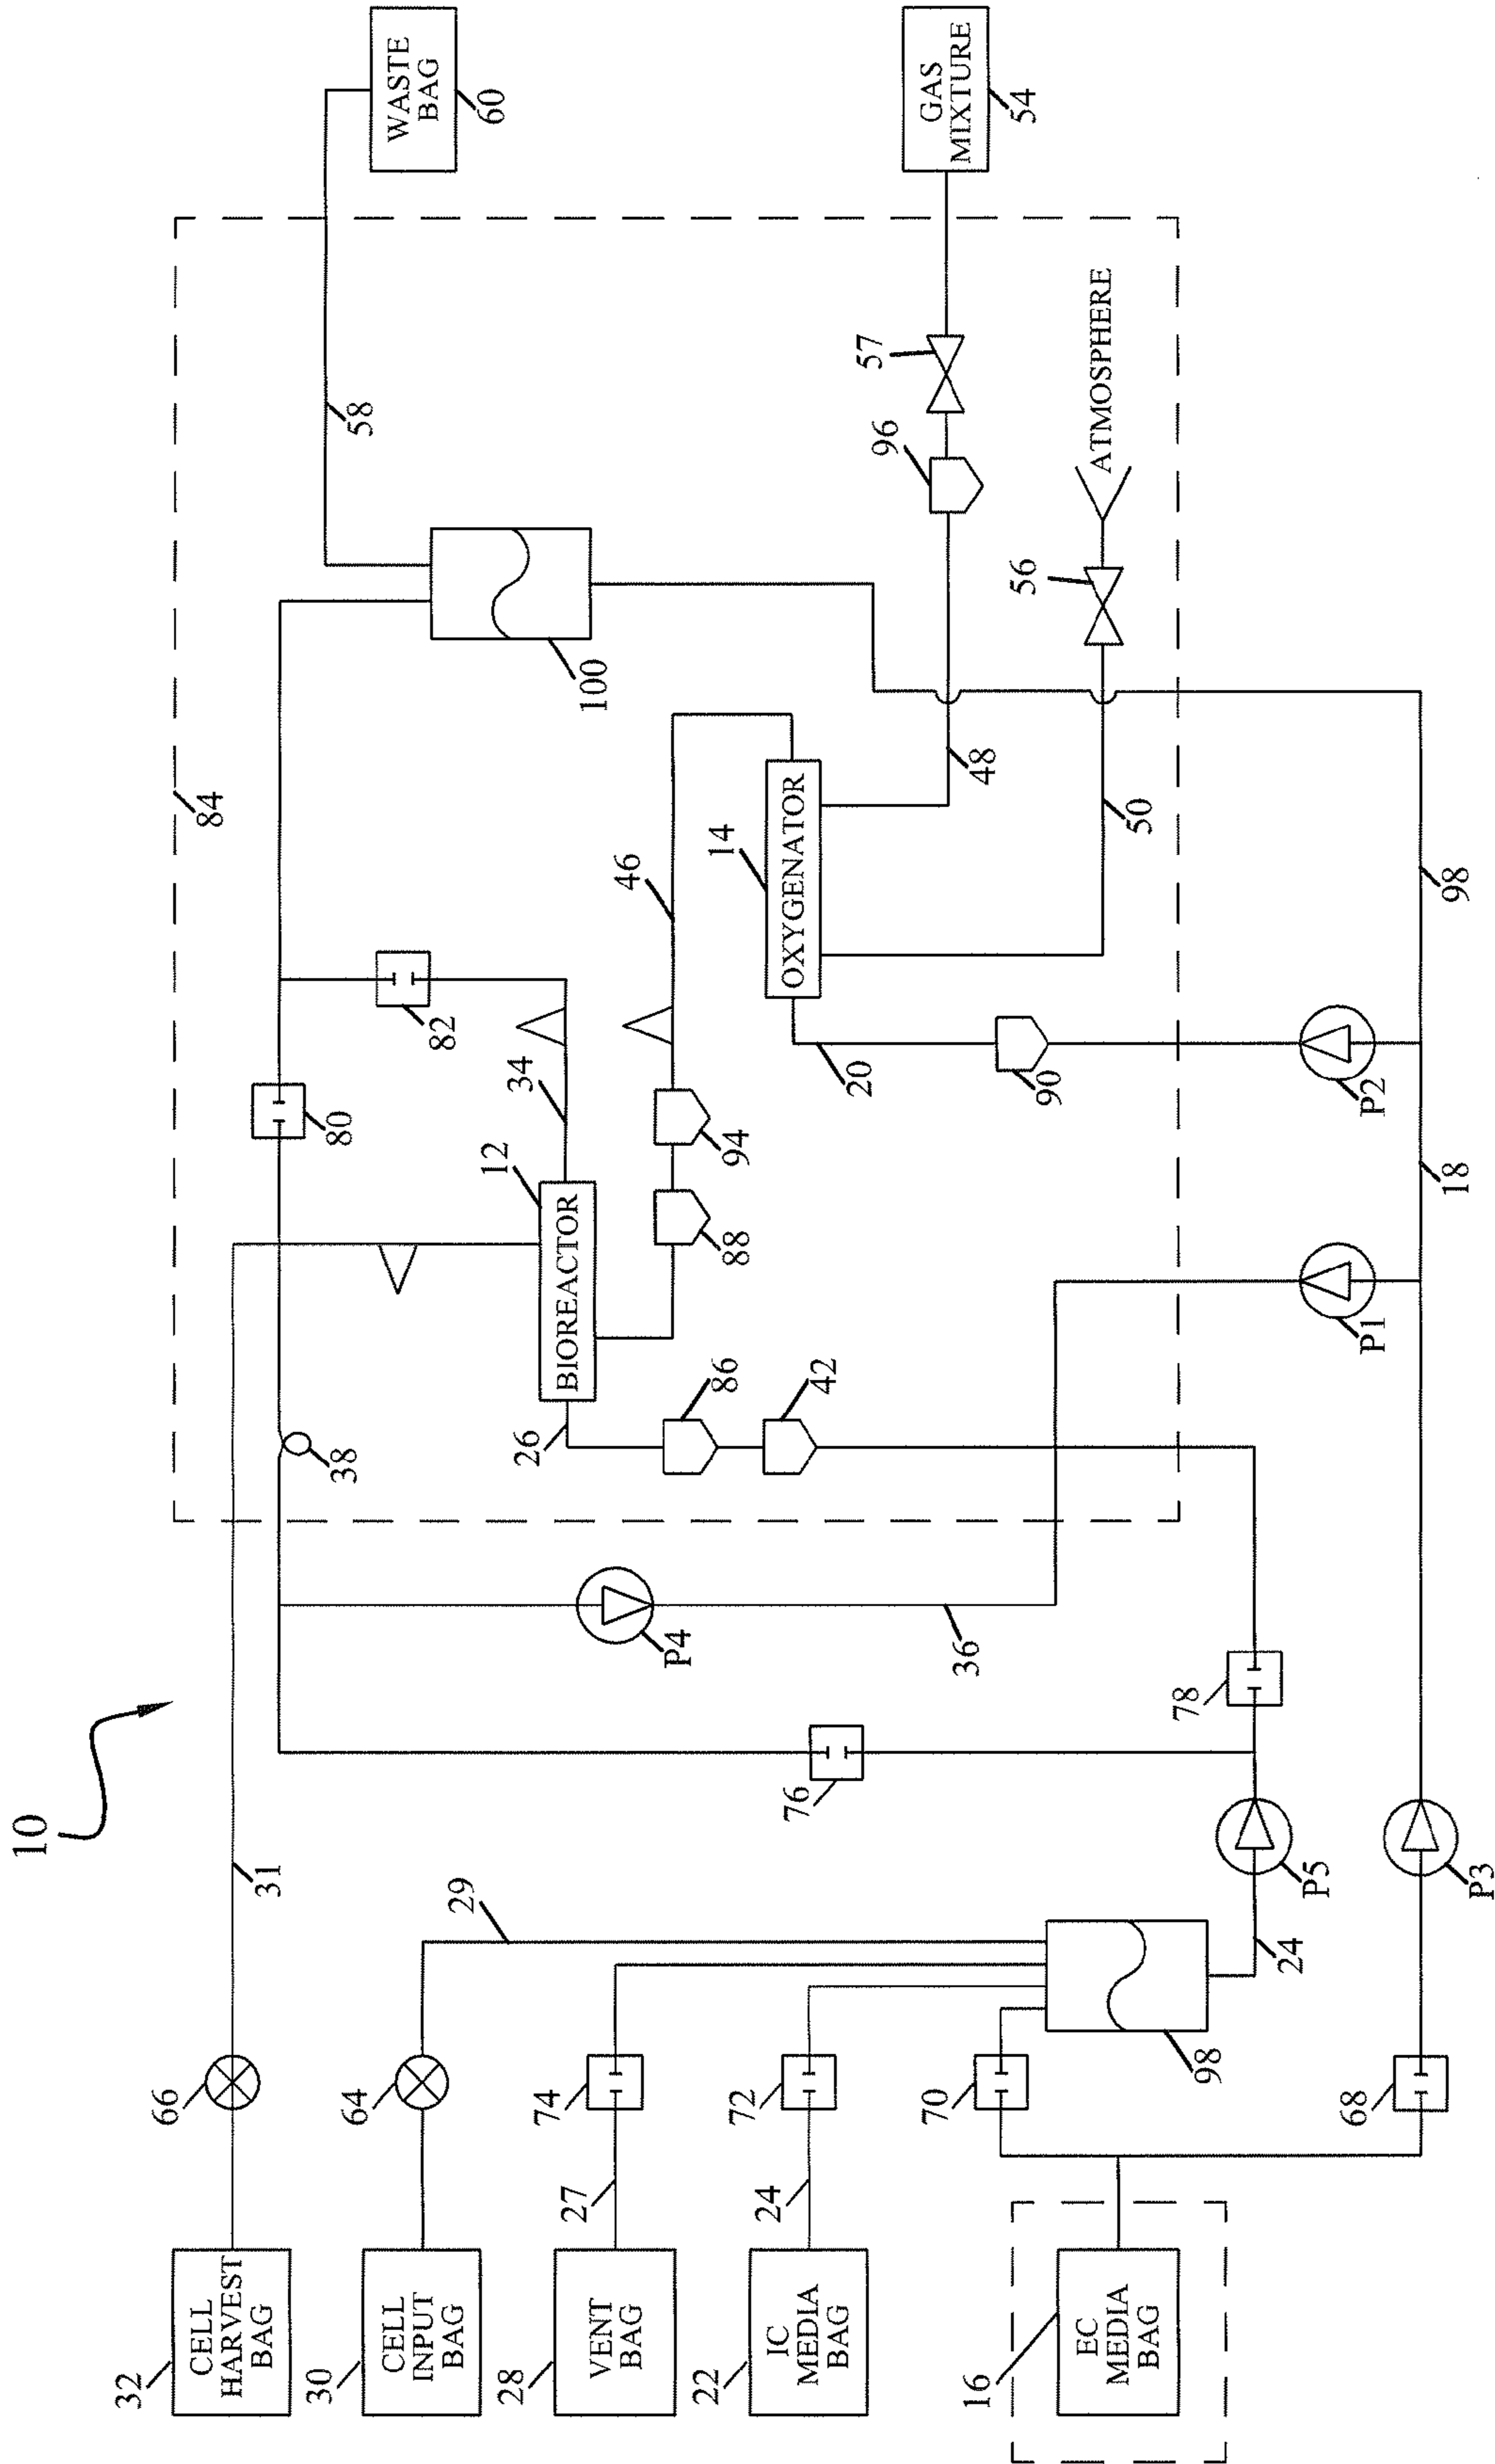 10
32
CELL
HARVEST
BAG
66
31
30
CELL
INPUT
BAG
64
29
28
VENT
BAG
27
74
22
IC
MEDIA
BAG
24
72
16
EC
MEDIA
BAG
70
68
98
24
P5
P3
76
78
P4
36
38
80
82
84
34
12
BIOREACTOR
26
86
42
88
94
46
14
OXYGENATOR
20
90
P1
P2
18
98
48
50
100
58
WASTE
BAG
60
96
57
GAS
MIXTURE
54
56
ATMOSPHERE